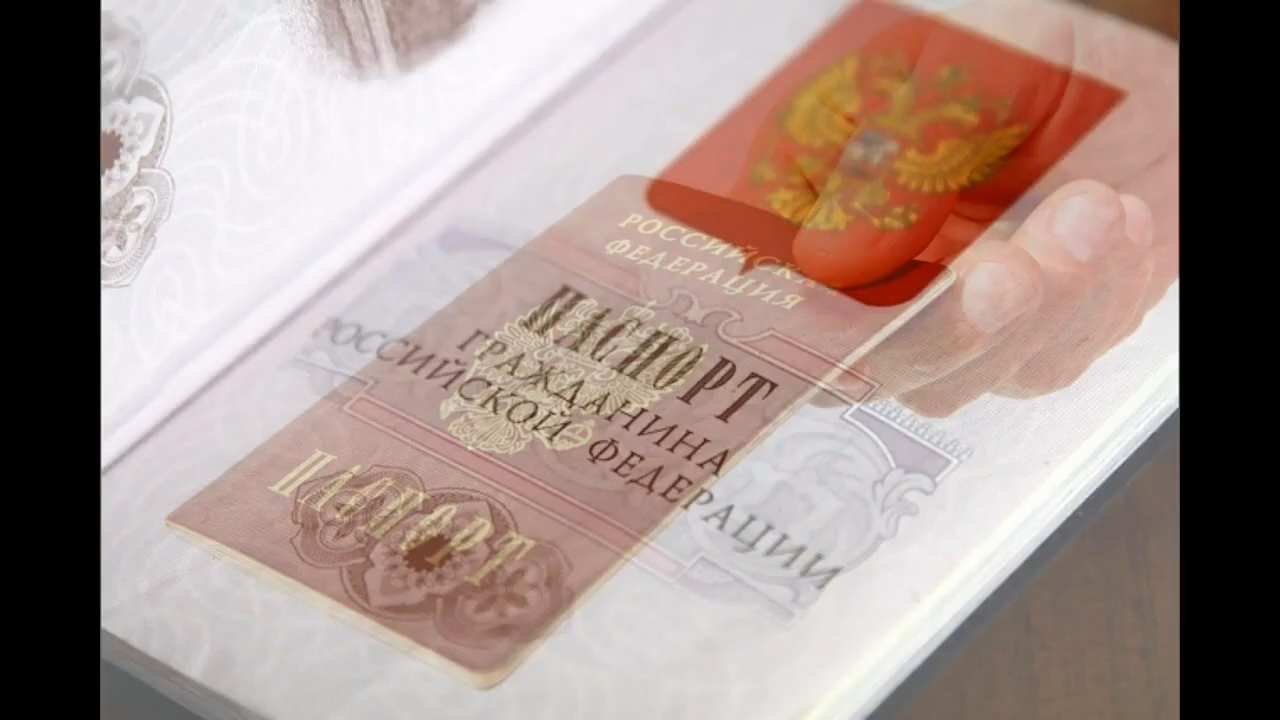 РОССИЙСКАЯ
ФЕДЕРАЦИЯ
ПАСПОРТ
ГРАЖДАНИНА
РОССИЙСКОЙ ФЕДЕРАЦИИ
ПАСПОРТ